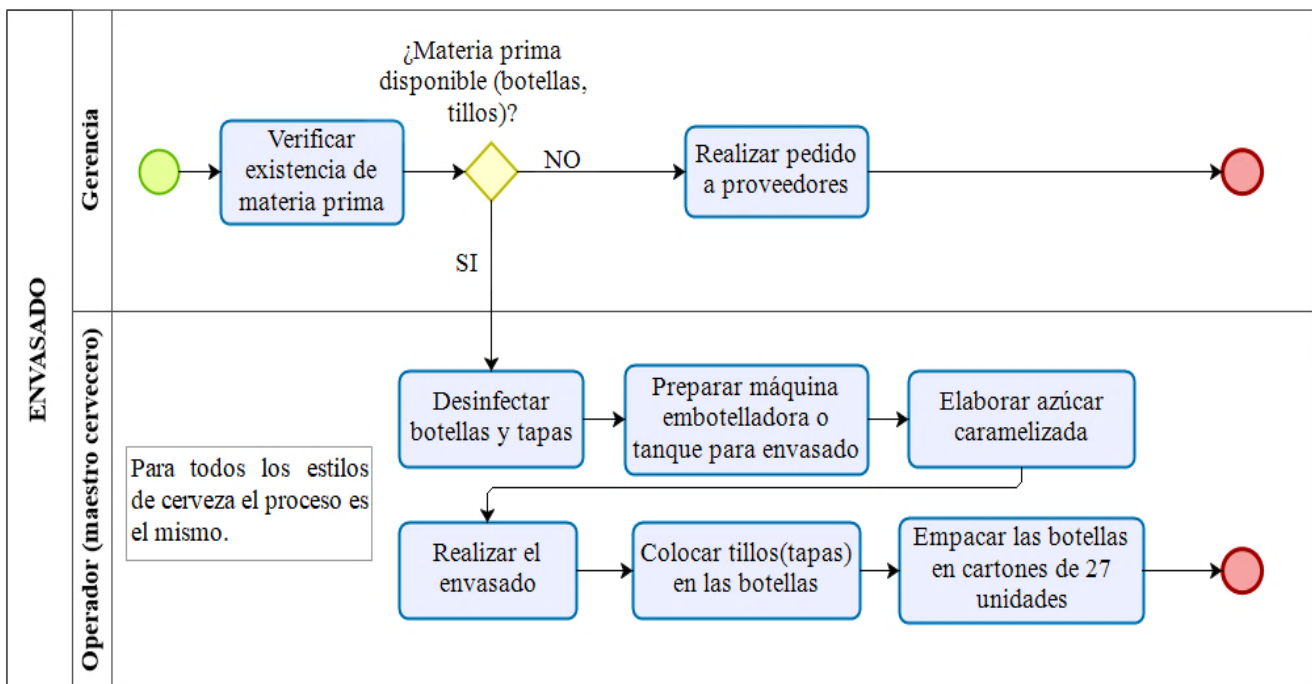 ENVASADO
Gerencia
¿Materia prima
disponible (botellas,
tillos)?
Verificar
existencia de
materia prima
NO
Realizar pedido
a proveedores
SI
Operador (maestro cervecero)
Desinfectar
botellas y tapas
Preparar máquina
embotelladora o
tanque para envasado
Elaborar azúcar
caramelizada
Para todos los estilos
de cerveza el proceso es
el mismo.
Realizar el
envasado
Colocar tillos(tapas)
en las botellas
Empacar las botellas
en cartones de 27
unidades